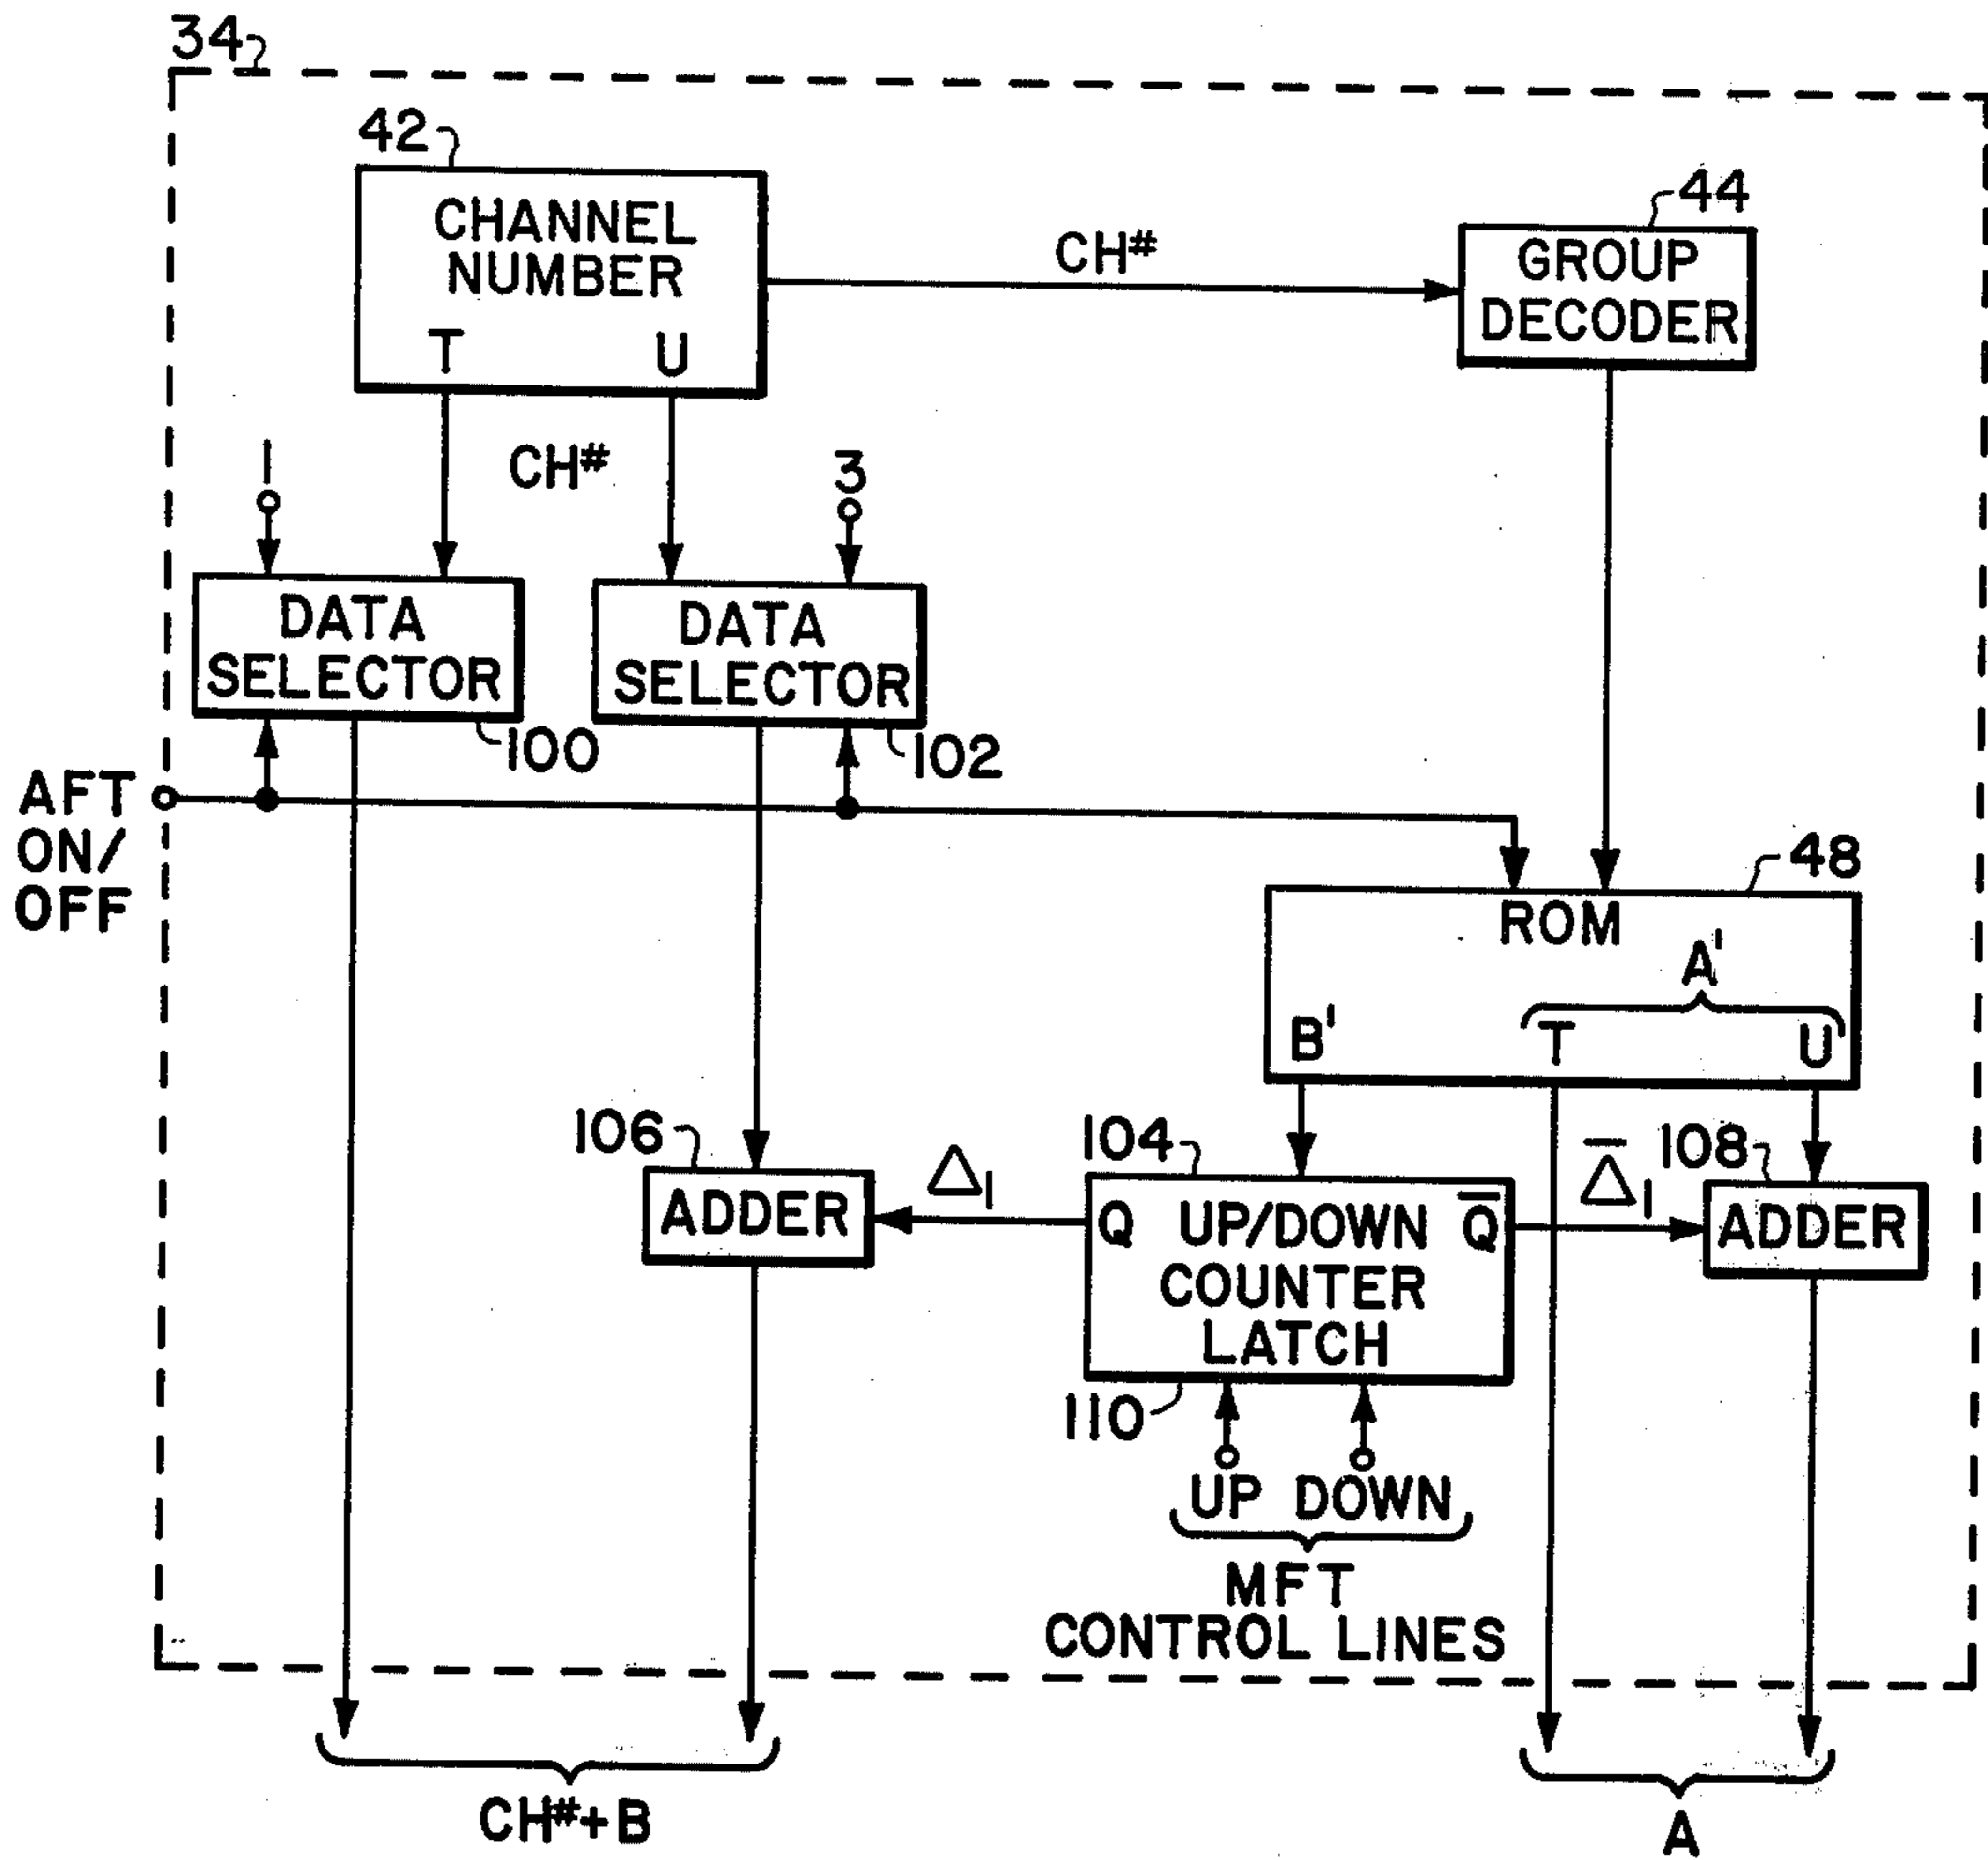 34
42
CHANNEL
NUMBER
T U
CH#
44
GROUP
DECODER
1
CH#
3
DATA
SELECTOR
100
DATA
SELECTOR
102
AFT
ON/
OFF
48
ROM
A'
B' T U
106
ADDER
Δ1
104
Q UP/DOWN Q̅
COUNTER
LATCH
110
Δ̅1
108
ADDER
UP DOWN
MFT
CONTROL LINES
CH#+B
A